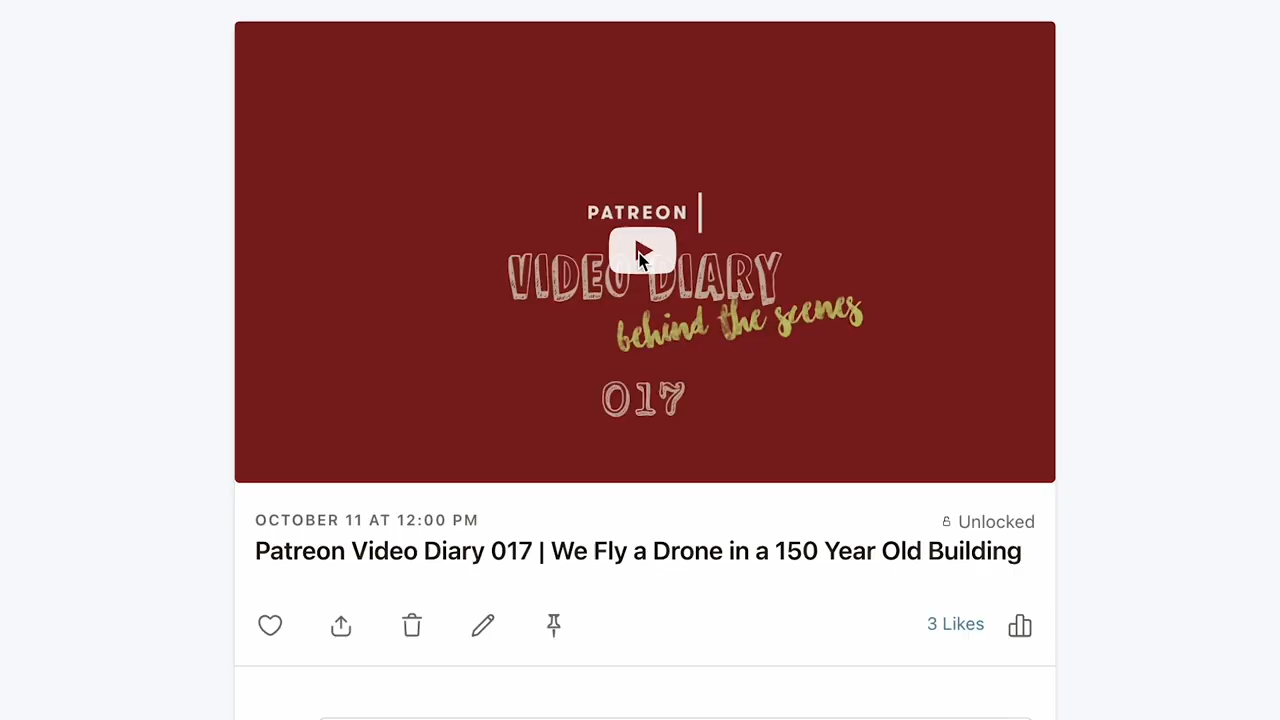 PATREON
VIDEO DIARY
behind the scenes
017
OCTOBER 11 AT 12:00 PM
Unlocked
Patreon Video Diary 017 | We Fly a Drone in a 150 Year Old Building
3 Likes